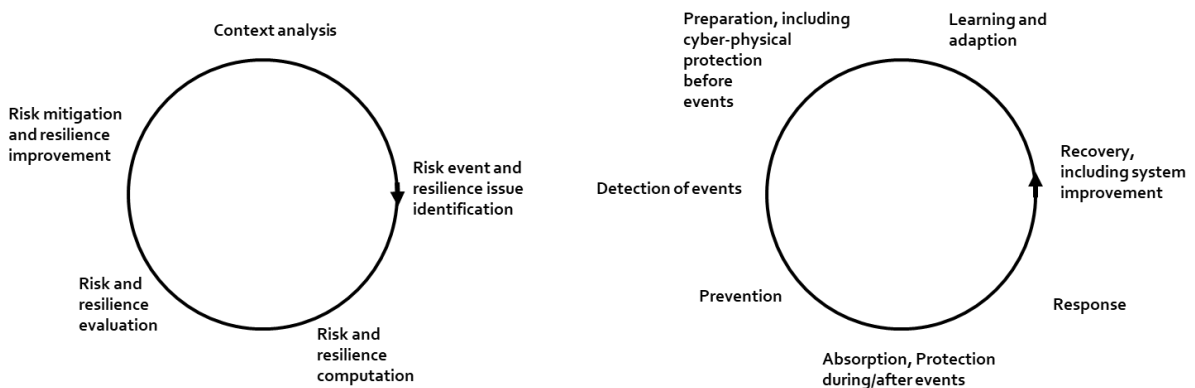 Context analysis
Risk event and
resilience issue
identification
Risk and
resilience
computation
Risk and
resilience
evaluation
Risk mitigation
and resilience
improvement
Preparation, including
cyber-physical
protection
before
events
Learning and
adaption
Recovery,
including system
improvement
Response
Absorption, Protection
during/after events
Prevention
Detection of events